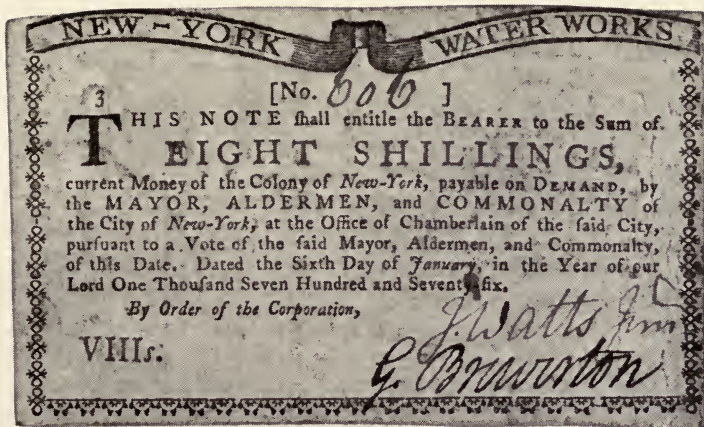 NEW-YORK WATER WORKS
[No. 606 ]
3
THIS NOTE ſhall entitle the BEARER to the Sum of
EIGHT SHILLINGS,
current Money of the Colony of New-York, payable on DEMAND, by
the MAYOR, ALDERMEN, and COMMONALTY of
the City of New-York, at the Office of Chamberlain of the ſaid City,
purſuant to a Vote of the ſaid Mayor, Aldermen, and Commonalty,
of this Date. Dated the Sixth Day of January, in the Year of our
Lord One Thouſand Seven Hundred and Seventy-ſix.
By Order of the Corporation,
J Watts Jun
VIIIs.
G. Brewerton